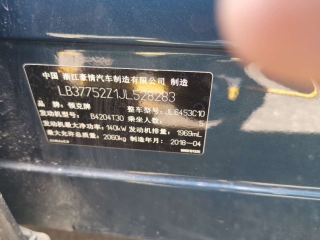 中国 浙江豪情汽车制造有限公司 制造
LB37752Z1JL528283
品牌：领克牌 整车型号：JL6453C10
发动机型号：B4204T30 乘坐人数：5
发动机最大净功率：140kW 发动机排量：1969mL
最大允许总质量：2060kg 制造年月：2018-04